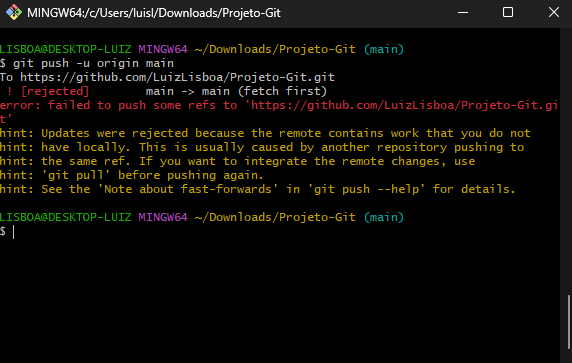 MINGW64:/c/Users/luisl/Downloads/Projeto-Git
LISBOA@DESKTOP-LUIZ MINGW64 ~/Downloads/Projeto-Git (main)
$ git push -u origin main
To https://github.com/LuizLisboa/Projeto-Git.git
! [rejected]        main -> main (fetch first)
error: failed to push some refs to 'https://github.com/LuizLisboa/Projeto-Git.gi
t'
hint: Updates were rejected because the remote contains work that you do not
hint: have locally. This is usually caused by another repository pushing to
hint: the same ref. If you want to integrate the remote changes, use
hint: 'git pull' before pushing again.
hint: See the 'Note about fast-forwards' in 'git push --help' for details.
LISBOA@DESKTOP-LUIZ MINGW64 ~/Downloads/Projeto-Git (main)
$